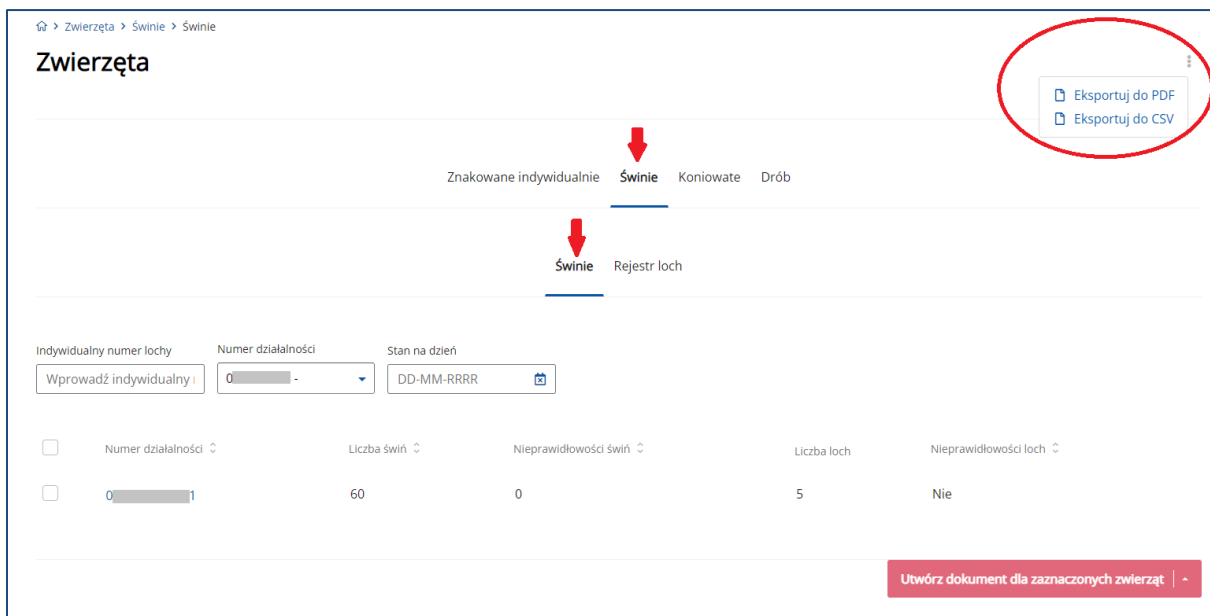 > Zwierzęta > Świnie > Świnie
Zwierzęta
Eksportuj do PDF
Eksportuj do CSV
Znakowane indywidualnie Świnie Koniowate Drób
Świnie Rejestr loch
Indywidualny numer lochy Numer działalności Stan na dzień
Wprowadź indywidualny 0 - DD-MM-RRRR
Numer działalności Liczba świń Nieprawidłowości świń Liczba loch Nieprawidłowości loch
0 1 60 0 5 Nie
Utwórz dokument dla zaznaczonych zwierząt